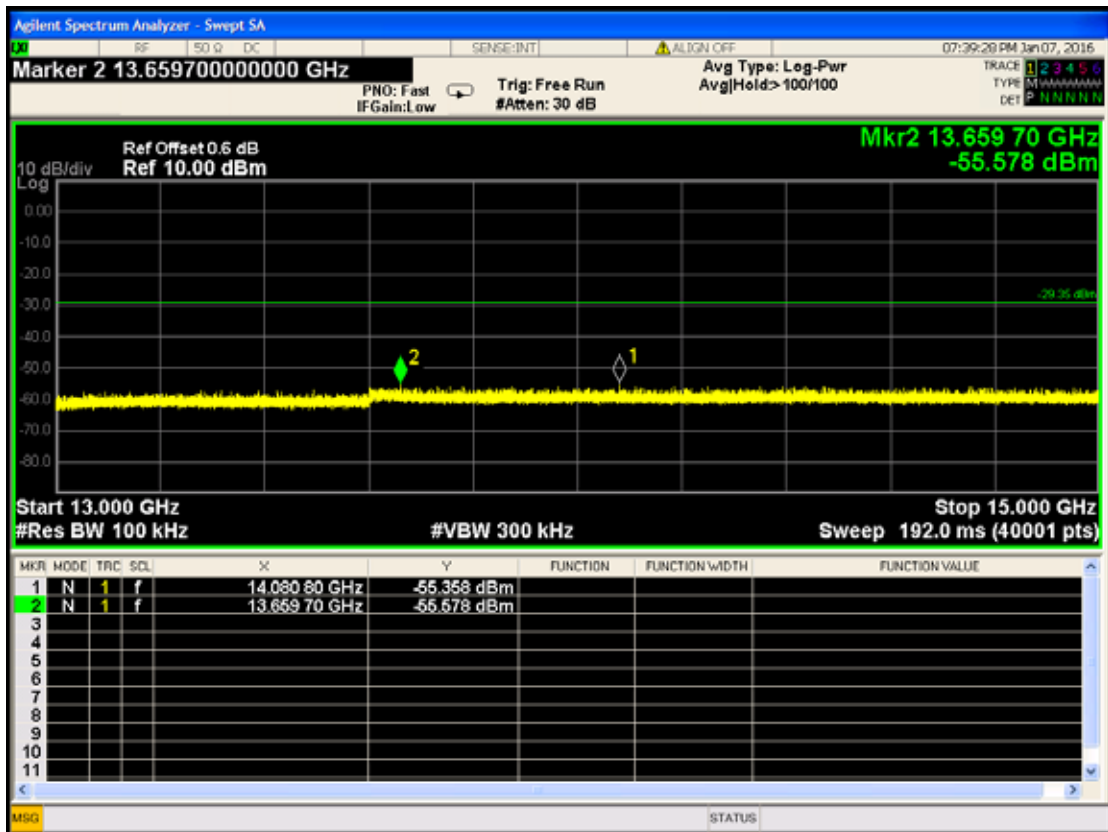 Agilent Spectrum Analyzer - Swept SA
RF 50 Ω DC SENSE:INT ALIGN OFF 07:39:28 PM Jan 07, 2016
Marker 2 13.659700000000 GHz
PNO: Fast
IFGain:Low
Trig: Free Run
#Atten: 30 dB
Avg Type: Log-Pwr
Avg|Hold:>100/100
TRACE 1 2 3 4 5 6
TYPE M WWWWW
DET P N N N N N
Mkr2 13.659 70 GHz
-55.578 dBm
Ref Offset 0.6 dB
10 dB/div Ref 10.00 dBm
Log
0.00
-10.0
-20.0
-29.35 dBm
-30.0
-40.0
2 1
-50.0
-60.0
-70.0
-80.0
Start 13.000 GHz Stop 15.000 GHz
#Res BW 100 kHz #VBW 300 kHz Sweep 192.0 ms (40001 pts)
MKR MODE TRC SCL X Y FUNCTION FUNCTION WIDTH FUNCTION VALUE
1 N 1 f 14.080 80 GHz -55.358 dBm
2 N 1 f 13.659 70 GHz -55.578 dBm
3
4
5
6
7
8
9
10
11
MSG STATUS